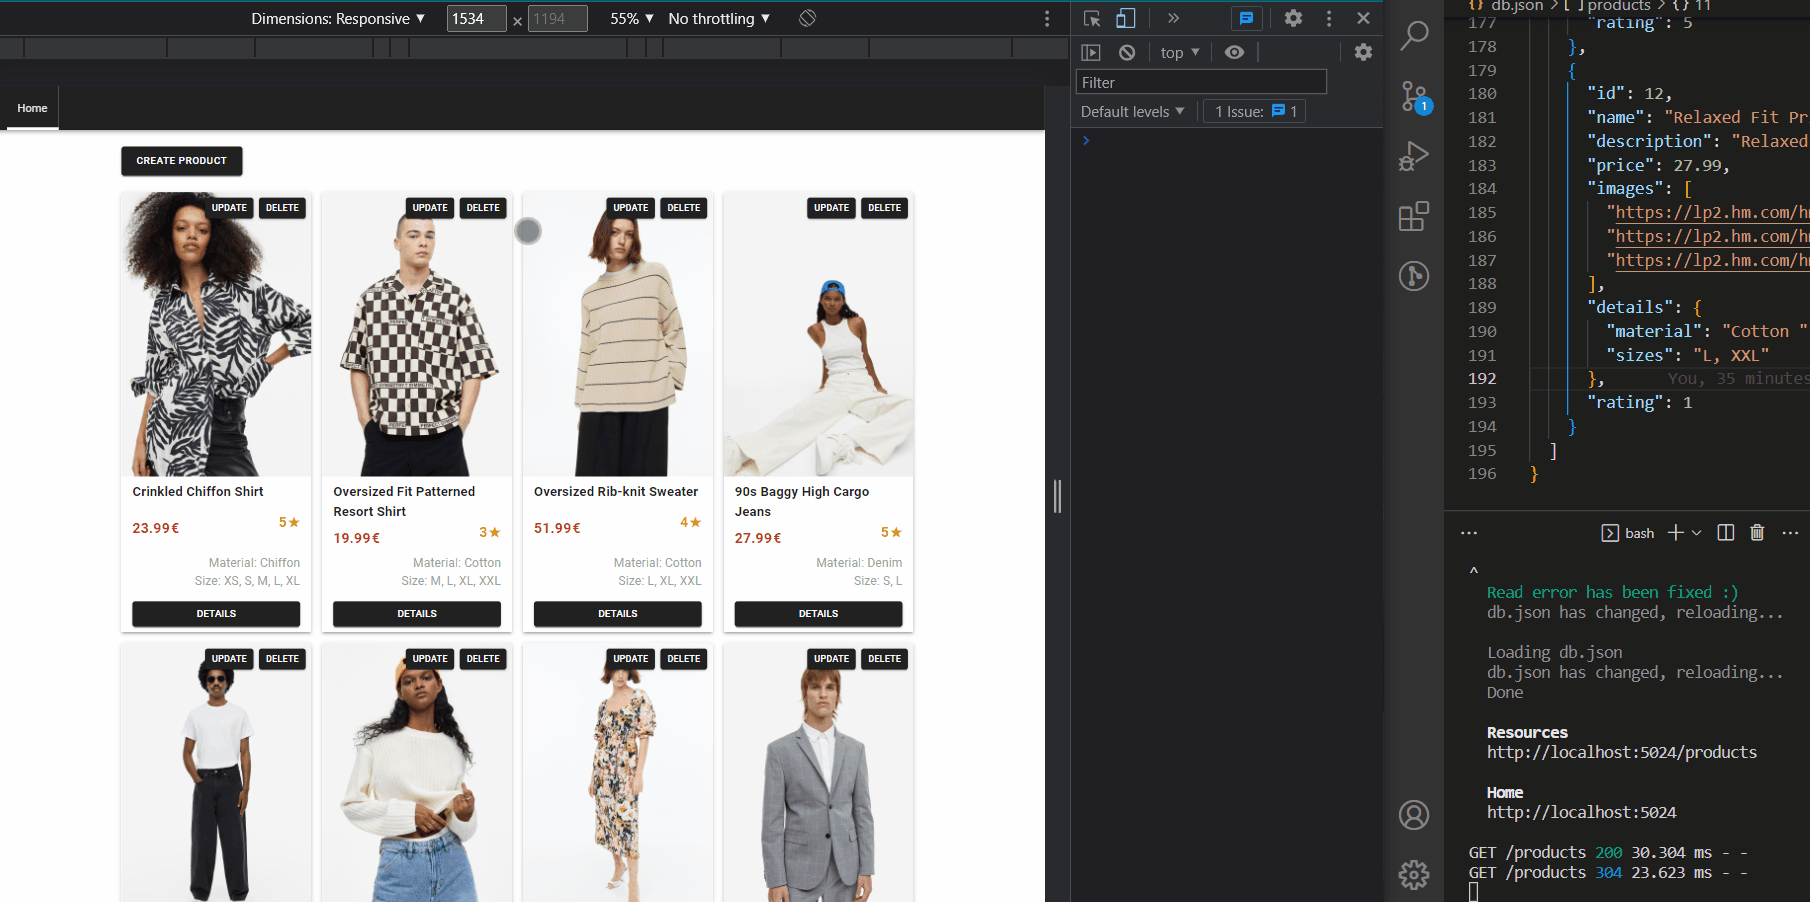 Dimensions: Responsive ▼ 1534 × 1194 55% ▼ No throttling ▼
Home
CREATE PRODUCT
UPDATE DELETE
UPDATE DELETE
UPDATE DELETE
UPDATE DELETE
Crinkled Chiffon Shirt
23.99€
5★
Material: Chiffon
Size: XS, S, M, L, XL
DETAILS
Oversized Fit Patterned
Resort Shirt
19.99€
3★
Material: Cotton
Size: M, L, XL, XXL
DETAILS
Oversized Rib-knit Sweater
51.99€
4★
Material: Cotton
Size: L, XL, XXL
DETAILS
90s Baggy High Cargo
Jeans
27.99€
5★
Material: Denim
Size: S, L
DETAILS
UPDATE DELETE
UPDATE DELETE
UPDATE DELETE
UPDATE DELETE
top ▼
Filter
Default levels ▼ 1 Issue: 1
1
{} db.json > [ ] products > {} 11
177 "rating": 5
178 },
179 {
180 "id": 12,
181 "name": "Relaxed Fit Pr
182 "description": "Relaxed
183 "price": 27.99,
184 "images": [
185 "https://lp2.hm.com/h
186 "https://lp2.hm.com/h
187 "https://lp2.hm.com/h
188 ],
189 "details": {
190 "material": "Cotton "
191 "sizes": "L, XXL"
192 }, You, 35 minutes
193 "rating": 1
194 }
195 ]
196 }
bash
^
Read error has been fixed :)
db.json has changed, reloading...
Loading db.json
db.json has changed, reloading...
Done
Resources
http://localhost:5024/products
Home
http://localhost:5024
GET /products 200 30.304 ms - -
GET /products 304 23.623 ms - -